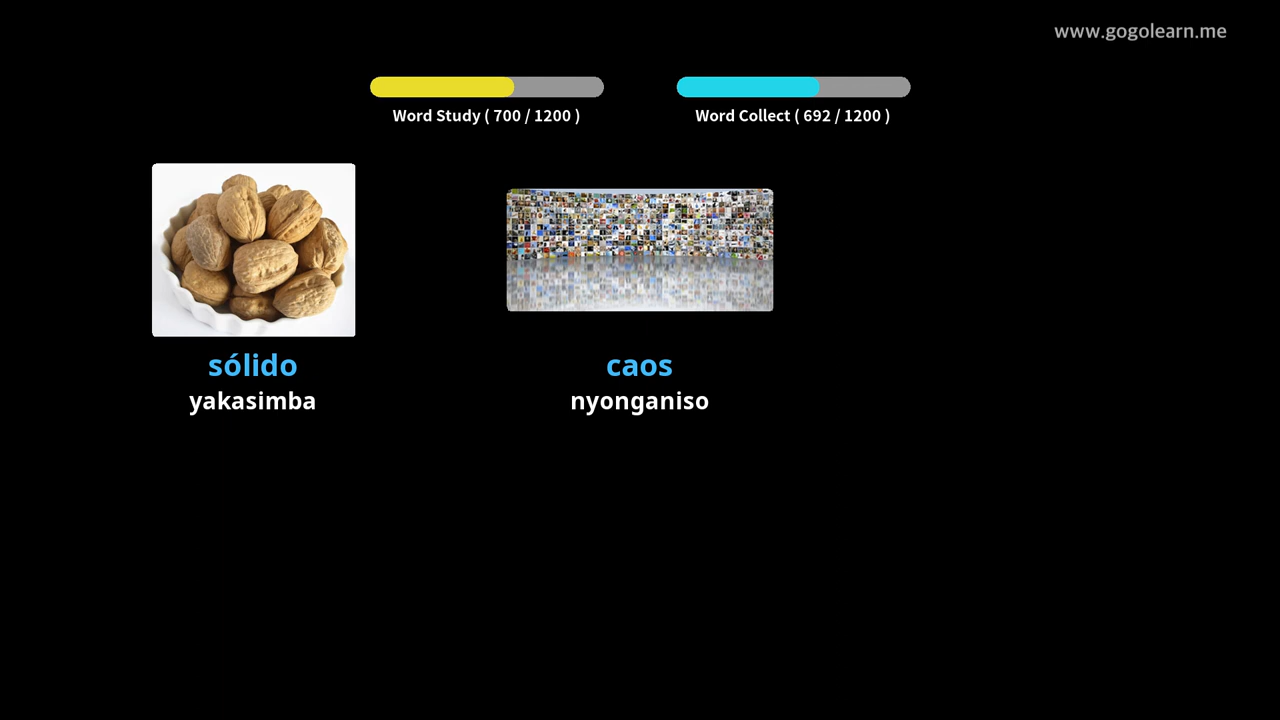 www.gogolearn.me
Word Study ( 700 / 1200 )
Word Collect ( 692 / 1200 )
sólido
yakasimba
caos
nyonganiso